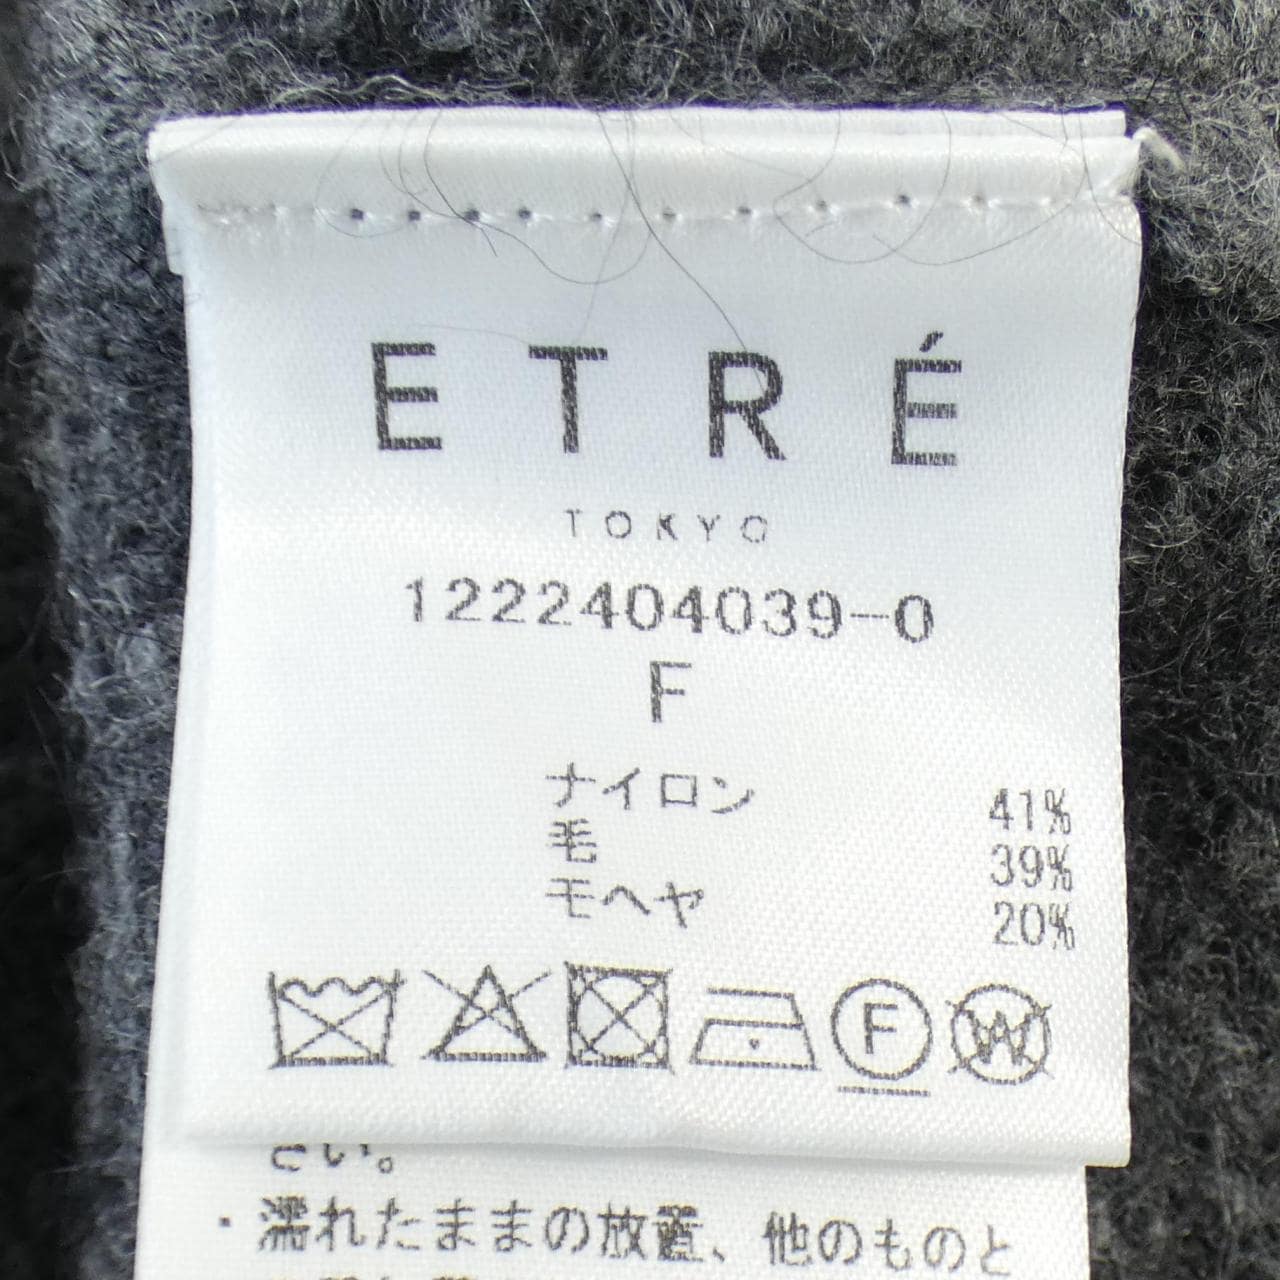 ETRÉ
TOKYO
1222404039-0
F
ナイロン 41%
毛 39%
モヘヤ 20%
F W
さい。
・濡れたままの放置、他のものと